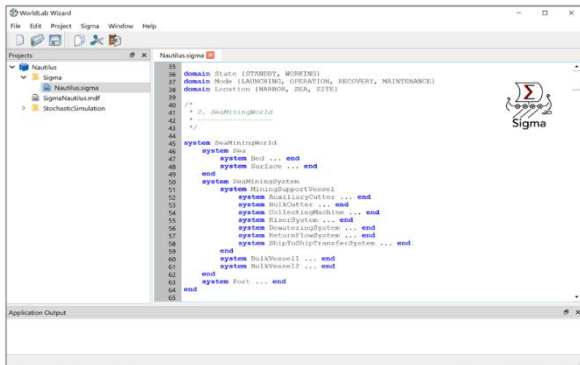 WorldLab Wizard
File Edit Project Sigma Window Help
Projects
Nautilus
Sigma
Nautilus.sigma
SigmaNautilus.mdf
StochasticSimulation
Nautilus.sigma
35
36 domain State {STANDBY, WORKING}
37 domain Mode {LAUNCHING, OPERATION, RECOVERY, MAINTENANCE}
38 domain Location {HARBOR, SEA, SITE}
39
40 /*
41 * 2. SeaMiningWorld
42 * -----------------
43 */
44
45 system SeaMiningWorld
46 system Sea
47 system Bed ... end
48 system Surface ... end
49 end
50 system SeaMiningSystem
51 system MiningSupportVessel
52 system AuxiliaryCutter ... end
53 system BulkCutter ... end
54 system CollectingMachine ... end
55 system RiserSystem ... end
56 system DewateringSystem ... end
57 system ReturnFlowSystem ... end
58 system ShipToShipTransferSystem ... end
59 end
60 system BulkVessel1 ... end
61 system BulkVessel2 ... end
62 end
63 system Port ... end
64 end
65
Σ
Sigma
Application Output